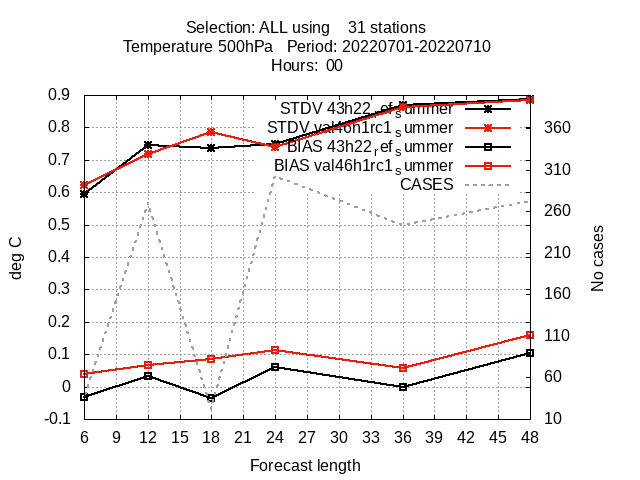 Selection: ALL using 31 stations
Temperature 500hPa Period: 20220701-20220710
Hours: 00
STDV 43h22_ref_summer
STDV val46h1rc1_summer
BIAS 43h22_ref_summer
BIAS val46h1rc1_summer
CASES
0.9
0.8
0.7
0.6
0.5
0.4
0.3
0.2
0.1
0
-0.1
deg C
360
310
260
210
160
110
60
10
No cases
6 9 12 15 18 21 24 27 30 33 36 39 42 45 48
Forecast length